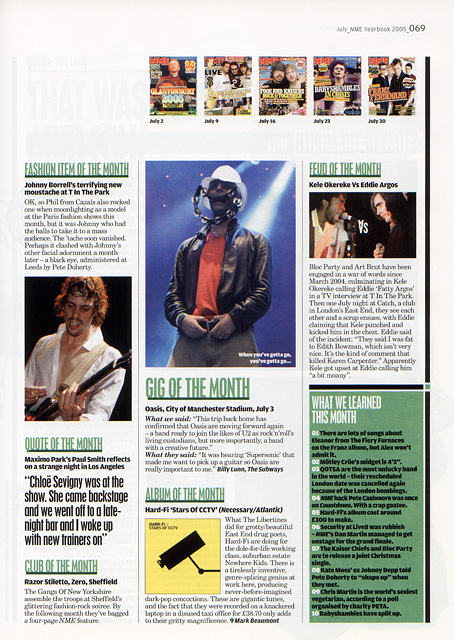 July_NME Yearbook 2005_069
NME
GLASTONBURY
2005
July 2
NME
LIVE
July 9
NME
FOOS AND KAISERS
ROCK IT TOGETHER
July 16
NME
BABYSHAMBLES
IN CRISIS
July 23
NME
FRANZ
FERDINAND
July 30
FASHION ITEM OF THE MONTH
Johnny Borrell's terrifying new
moustache at T In The Park
OK, so Phil from Cazals also rocked
one when moonlighting as a model
at the Paris fashion shows this
month, but it was Johnny who had
the balls to take it to a mass
audience. The 'tache soon vanished.
Perhaps it clashed with Johnny's
other facial adornment a month
later – a black eye, administered at
Leeds by Pete Doherty.
QUOTE OF THE MONTH
Maxïmo Park's Paul Smith reflects
on a strange night in Los Angeles
"Chloë Sevigny was at the
show. She came backstage
and we went off to a late-
night bar and I woke up
with new trainers on"
CLUB OF THE MONTH
Razor Stiletto, Zero, Sheffield
The Gangs Of New Yorkshire
assemble the troops at Sheffield's
glittering fashion-rock soiree. By
the following month they've bagged
a four-page NME feature.
When you've gotta go,
you've gotta go...
GIG OF THE MONTH
Oasis, City of Manchester Stadium, July 3
What we said: "This trip back home has
confirmed that Oasis are moving forward again
– a band ready to join the likes of U2 as rock'n'roll's
living custodians, but more importantly, a band
with a creative future."
What they said: "It was hearing 'Supersonic' that
made me want to pick up a guitar so Oasis are
really important to me." Billy Lunn, The Subways
ALBUM OF THE MONTH
Hard-Fi 'Stars Of CCTV' (Necessary/Atlantic)
HARD-FI
STARS OF CCTV
What The Libertines
did for grotty beautiful
East End drug poets,
Hard-Fi are doing for
the dole-for-life working
class, suburban estate
Nowhere Kids. There is
a tirelessly inventive,
genre-splicing genius at
work here, producing
never-before-imagined
dark-pop concoctions. These are gigantic tunes,
and the fact that they were recorded on a knackered
laptop in a disused taxi office for £38.70 only adds
to their gritty magnificence. 9 Mark Beaumont
FEUD OF THE MONTH
Kele Okereke Vs Eddie Argos
Bloc Party and Art Brut have been
engaged in a war of words since
March 2004, culminating in Kele
Okereke calling Eddie 'Fatty Argos'
in a TV interview at T In The Park.
Then one July night at Catch, a club
in London's East End, they see each
other and a scrap ensues, with Eddie
claiming that Kele punched and
kicked him in the chest. Eddie said
of the incident: "They said I was fat
to Edith Bowman, which isn't very
nice. It's the kind of comment that
killed Karen Carpenter." Apparently
Kele got upset at Eddie calling him
"a bit moany".
WHAT WE LEARNED
THIS MONTH
01 There are lots of songs about
Eleanor from The Fiery Furnaces
on the Franz album, but Alex won't
admit it.
02 Mötley Crüe's midget is 4'2".
03 QOTSA are the most unlucky band
in the world – their rescheduled
London date was cancelled again
because of the London bombings.
04 NME hack Pete Cashmore was once
on Countdown. With a crap goatee.
05 Hard-Fi's album cost around
£300 to make.
06 Security at Live8 was rubbish
– NME's Dan Martin managed to get
onstage for the grand finale.
07 The Kaiser Chiefs and Bloc Party
are to release a joint Christmas
single.
08 Kate Moss' ex Johnny Depp told
Pete Doherty to "shape up" when
they met.
09 Chris Martin is the world's sexiest
vegetarian, according to a poll
organised by charity PETA.
10 Babyshambles have split up.